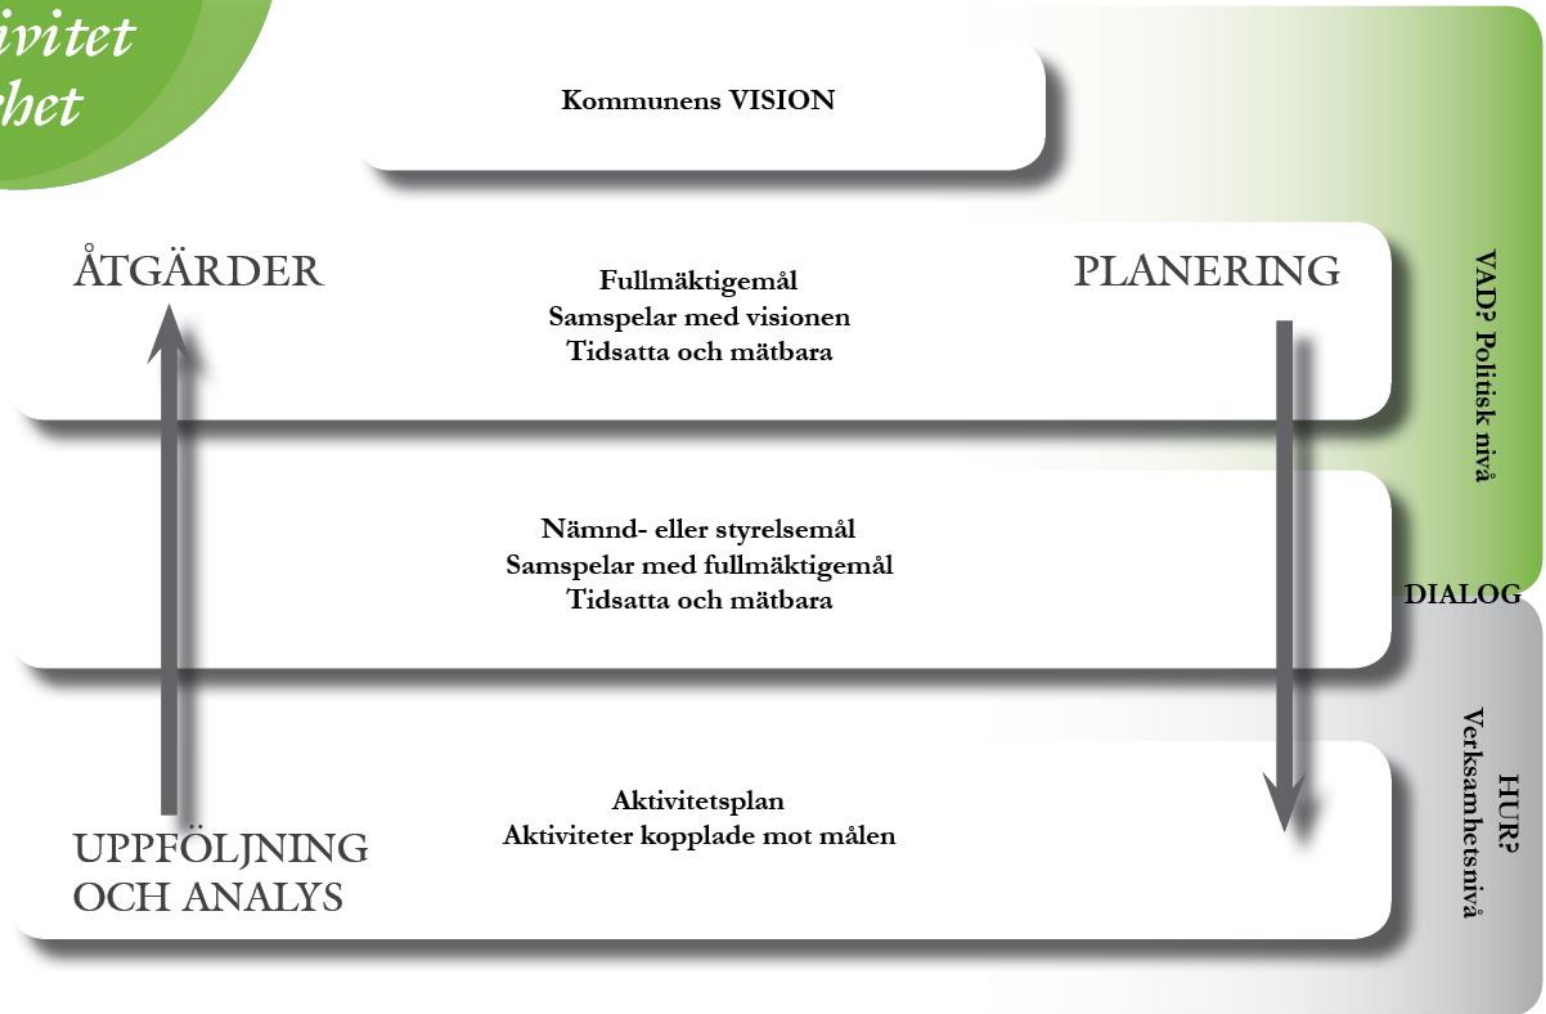 Kommunens VISION
ÅTGÄRDER
Fullmäktigemål
Samspelar med visionen
Tidsatta och mätbara
PLANERING
Nämnd- eller styrelsemål
Samspelar med fullmäktigemål
Tidsatta och mätbara
Aktivitetsplan
Aktiviteter kopplade mot målen
UPPFÖLJNING
OCH ANALYS
VAD? Politisk nivå
DIALOG
HUR?
Verksamhetsnivå